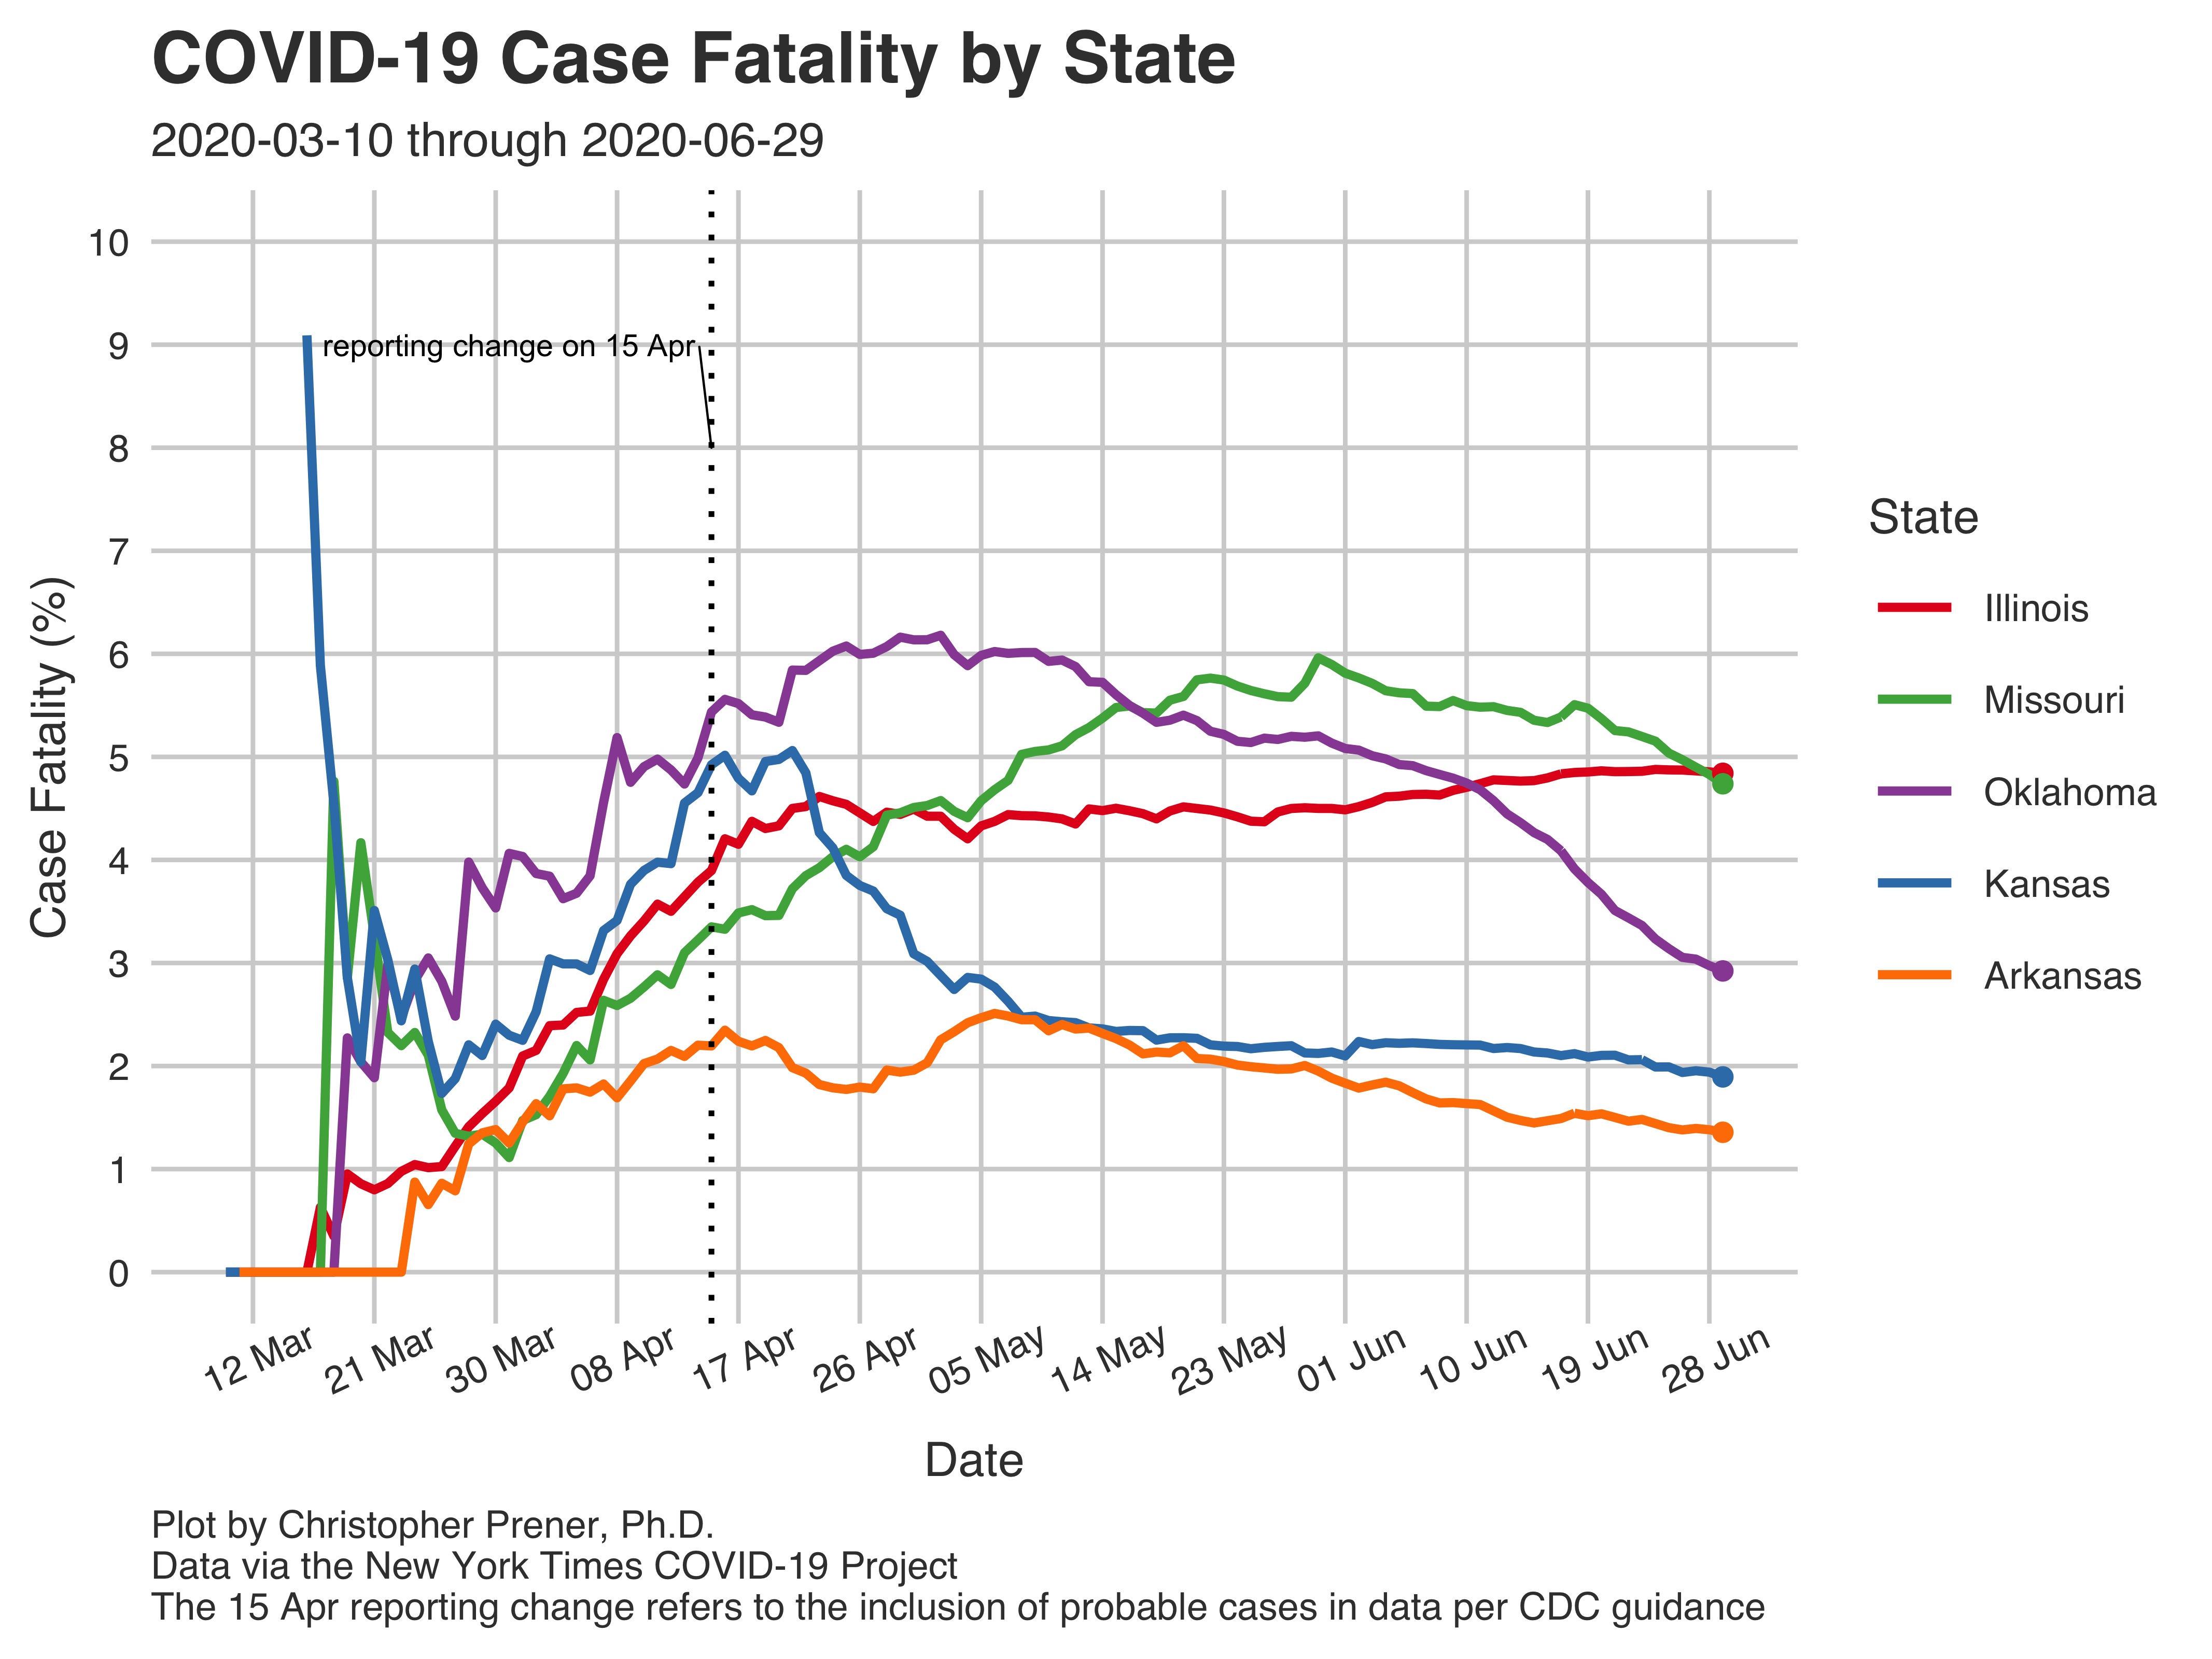 COVID-19 Case Fatality by State
2020-03-10 through 2020-06-29
10
9
8
7
6
5
4
3
2
1
0
Case Fatality (%)
reporting change on 15 Apr
12 Mar
21 Mar
30 Mar
08 Apr
17 Apr
26 Apr
05 May
14 May
23 May
01 Jun
10 Jun
19 Jun
28 Jun
Date
State
Illinois
Missouri
Oklahoma
Kansas
Arkansas
Plot by Christopher Prener, Ph.D.
Data via the New York Times COVID-19 Project
The 15 Apr reporting change refers to the inclusion of probable cases in data per CDC guidance